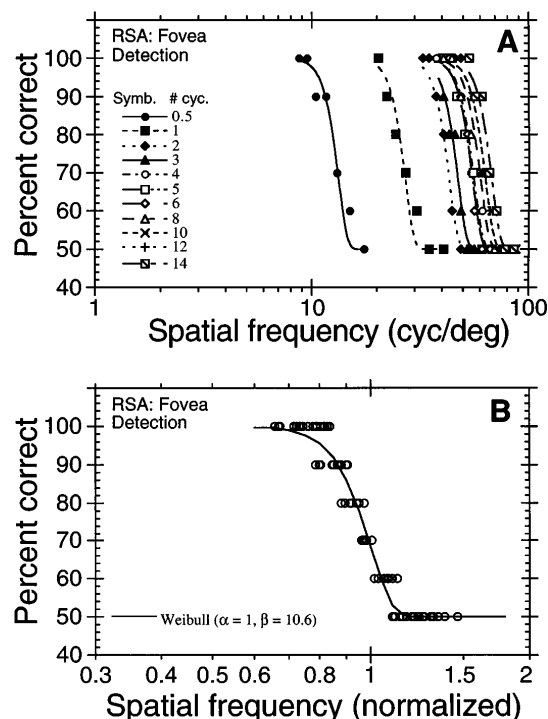 A
RSA: Fovea
Detection
Symb. # cyc.
0.5
1
2
3
4
5
6
8
10
12
14
Percent correct
100
90
80
70
60
50
40
1
10
100
Spatial frequency (cyc/deg)
B
RSA: Fovea
Detection
Percent correct
100
90
80
70
60
50
40
Weibull (α = 1, β = 10.6)
0.3 0.4 0.5 0.6 0.8 1 1.5 2
Spatial frequency (normalized)